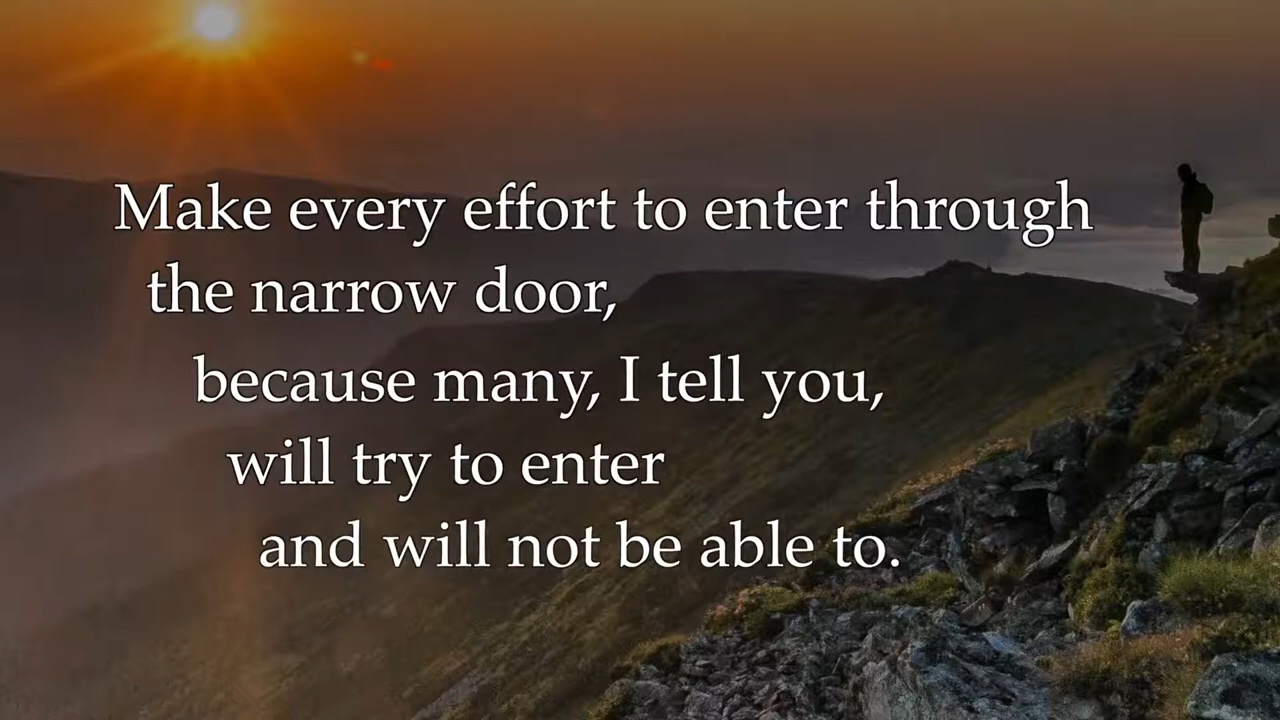 Make every effort to enter through
the narrow door,
because many, I tell you,
will try to enter
and will not be able to.